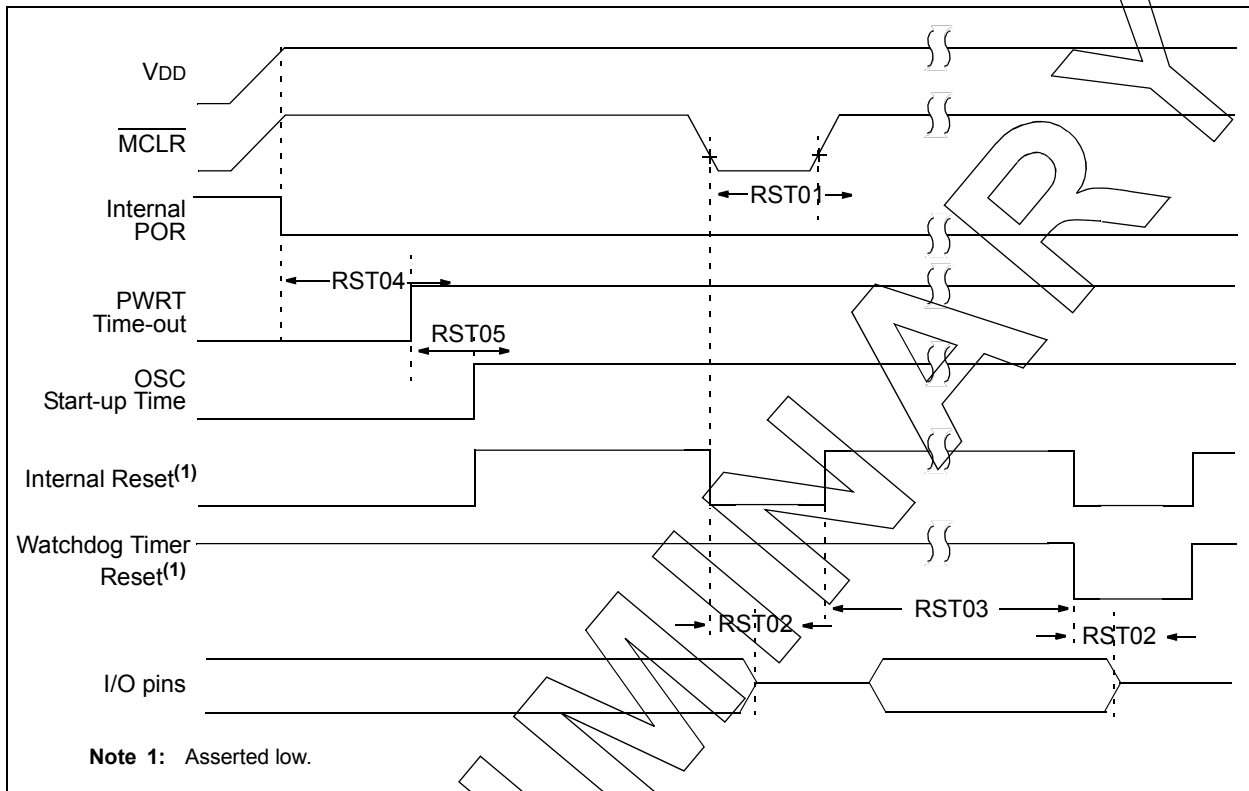 VDD
MCLR
RST01
Internal
POR
RST04
PWRT
Time-out
RST05
OSC
Start-up Time
Internal Reset(1)
Watchdog Timer
Reset(1)
RST03
RST02
RST02
I/O pins
Note 1: Asserted low.
IMINARY